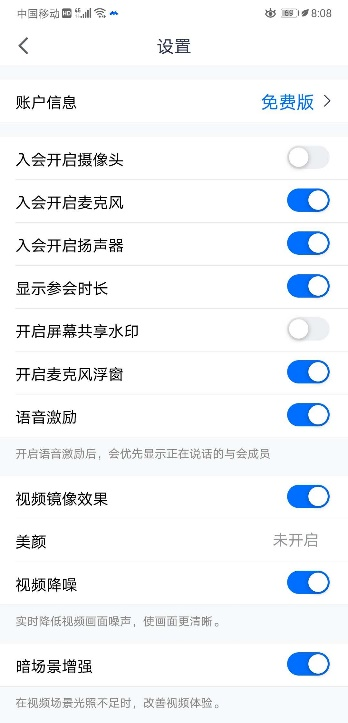 中国移动 HD 4G 69 8:08
设置
账户信息 免费版
入会开启摄像头
入会开启麦克风
入会开启扬声器
显示参会时长
开启屏幕共享水印
开启麦克风浮窗
语音激励
开启语音激励后，会优先显示正在说话的与会成员
视频镜像效果
美颜 未开启
视频降噪
实时降低视频画面噪声，使画面更清晰。
暗场景增强
在视频场景光照不足时，改善视频体验。